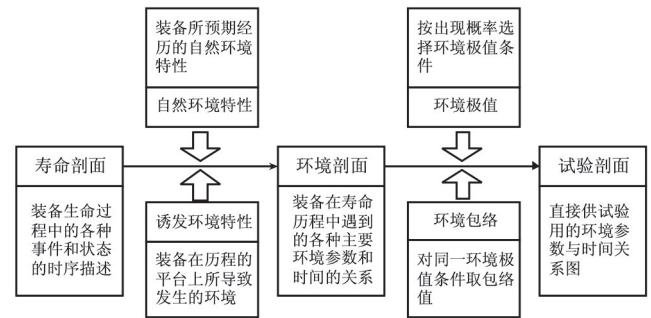 装备所预期经
历的自然环境
特性
自然环境特性
按出现概率选
择环境极值条
件
环境极值
寿命剖面
装备生命过
程中的各种
事件和状态
的时序描述
环境剖面
装备在寿命
历程中遇到
的各种主要
环境参数和
时间的关系
试验剖面
直接供试验
用的环境参
数与时间关
系图
诱发环境特性
装备在历程的
平台上所导致
发生的环境
环境包络
对同一环境极
值条件取包络
值